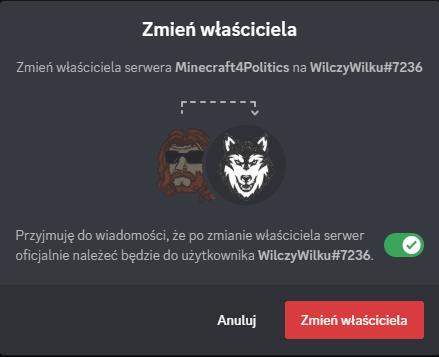 Zmień właściciela
Zmień właściciela serwera Minecraft4Politics na WilczyWilku#7236
Przyjmuję do wiadomości, że po zmianie właściciela serwer
oficjalnie należeć będzie do użytkownika WilczyWilku#7236.
Anuluj
Zmień właściciela